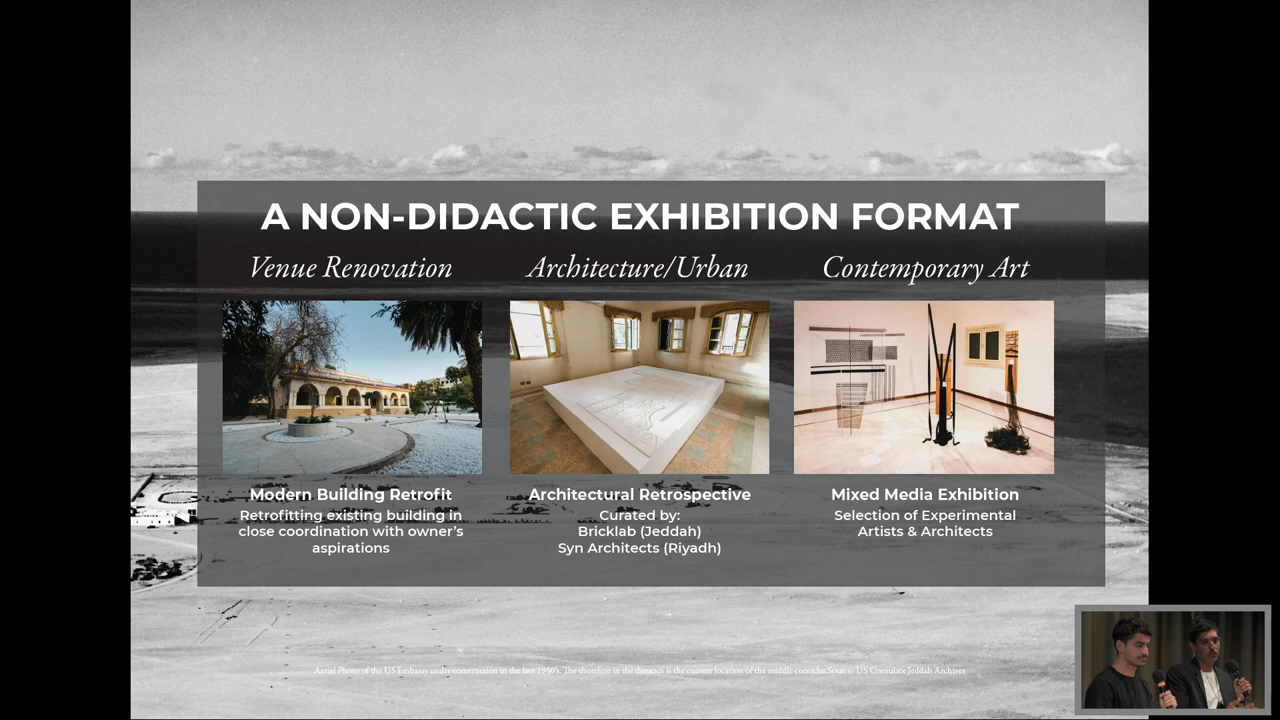 A NON-DIDACTIC EXHIBITION FORMAT
Venue Renovation
Architecture/Urban
Contemporary Art
Modern Building Retrofit
Retrofitting existing building in
close coordination with owner's
aspirations
Architectural Retrospective
Curated by:
Bricklab (Jeddah)
Syn Architects (Riyadh)
Mixed Media Exhibition
Selection of Experimental
Artists & Architects
Aerial Photo of the US Embassy under construction in the late 1950's. The shoreline in the distance is the current location of the middle corniche.Source: US Consulate Jeddah Archives